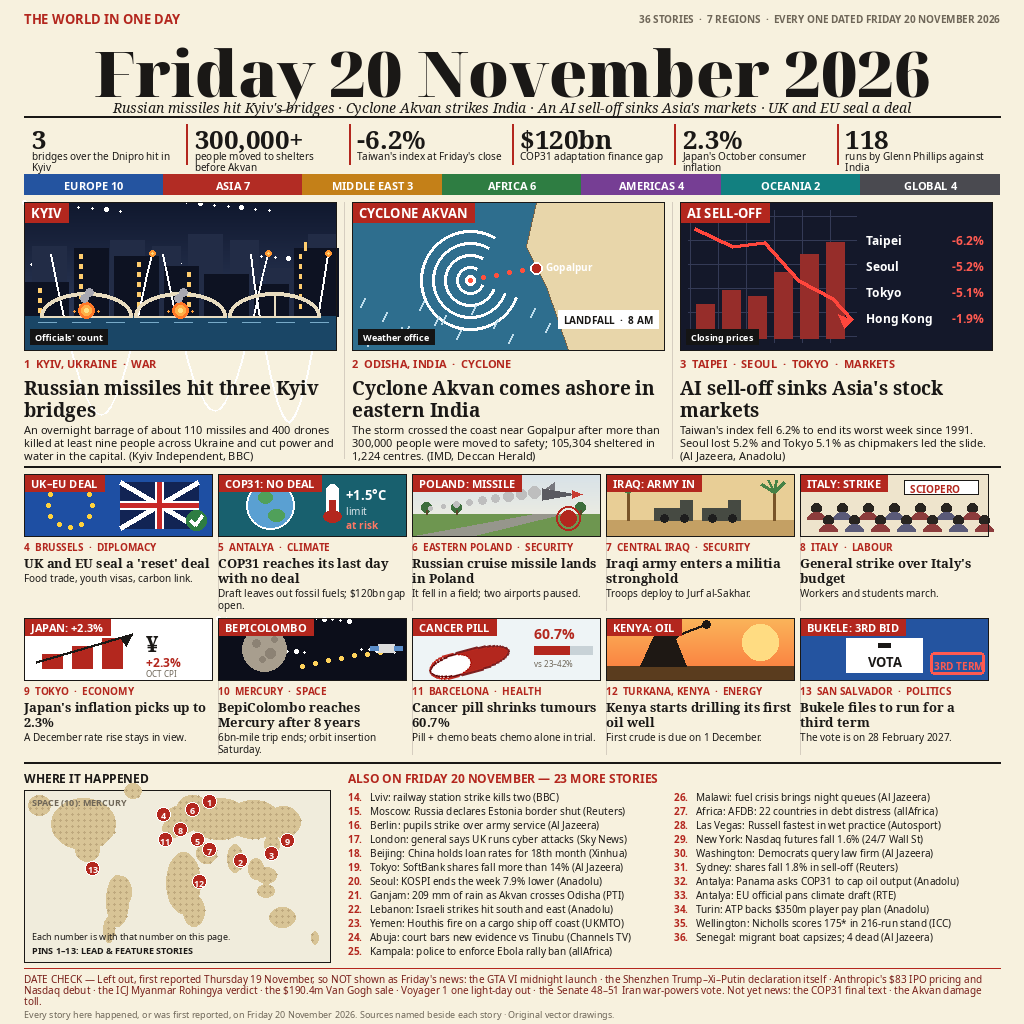 THE WORLD IN ONE DAY
36 STORIES · 7 REGIONS · EVERY ONE DATED FRIDAY 20 NOVEMBER 2026
Friday 20 November 2026
Russian missiles hit Kyiv's bridges · Cyclone Akvan strikes India · An AI sell-off sinks Asia's markets · UK and EU seal a deal
3
bridges over the Dnipro hit in
Kyiv
300,000+
people moved to shelters
before Akvan
-6.2%
Taiwan's index at Friday's close
$120bn
COP31 adaptation finance gap
2.3%
Japan's October consumer
inflation
118
runs by Glenn Phillips against
India
EUROPE 10
ASIA 7
MIDDLE EAST 3
AFRICA 6
AMERICAS 4
OCEANIA 2
GLOBAL 4
KYIV
Officials' count
1 KYIV, UKRAINE · WAR
Russian missiles hit three Kyiv
bridges
An overnight barrage of about 110 missiles and 400 drones
killed at least nine people across Ukraine and cut power and
water in the capital. (Kyiv Independent, BBC)
CYCLONE AKVAN
Gopalpur
LANDFALL · 8 AM
Weather office
2 ODISHA, INDIA · CYCLONE
Cyclone Akvan comes ashore in
eastern India
The storm crossed the coast near Gopalpur after more than
300,000 people were moved to safety; 105,304 sheltered in
1,224 centres. (IMD, Deccan Herald)
AI SELL-OFF
Taipei -6.2%
Seoul -5.2%
Tokyo -5.1%
Hong Kong -1.9%
Closing prices
3 TAIPEI · SEOUL · TOKYO · MARKETS
AI sell-off sinks Asia's stock
markets
Taiwan's index fell 6.2% to end its worst week since 1991.
Seoul lost 5.2% and Tokyo 5.1% as chipmakers led the slide.
(Al Jazeera, Anadolu)
UK–EU DEAL
4 BRUSSELS · DIPLOMACY
UK and EU seal a 'reset' deal
Food trade, youth visas, carbon link.
COP31: NO DEAL
+1.5°C
limit
at risk
5 ANTALYA · CLIMATE
COP31 reaches its last day
with no deal
Draft leaves out fossil fuels; $120bn gap
open.
POLAND: MISSILE
6 EASTERN POLAND · SECURITY
Russian cruise missile lands
in Poland
It fell in a field; two airports paused.
IRAQ: ARMY IN
7 CENTRAL IRAQ · SECURITY
Iraqi army enters a militia
stronghold
Troops deploy to Jurf al-Sakhar.
ITALY: STRIKE
SCIOPERO
8 ITALY · LABOUR
General strike over Italy's
budget
Workers and students march.
JAPAN: +2.3%
¥
+2.3%
OCT CPI
9 TOKYO · ECONOMY
Japan's inflation picks up to
2.3%
A December rate rise stays in view.
BEPICOLOMBO
10 MERCURY · SPACE
BepiColombo reaches
Mercury after 8 years
6bn-mile trip ends; orbit insertion
Saturday.
CANCER PILL
60.7%
vs 23–42%
11 BARCELONA · HEALTH
Cancer pill shrinks tumours
60.7%
Pill + chemo beats chemo alone in trial.
KENYA: OIL
12 TURKANA, KENYA · ENERGY
Kenya starts drilling its first
oil well
First crude is due on 1 December.
BUKELE: 3RD BID
VOTA
3RD TERM
13 SAN SALVADOR · POLITICS
Bukele files to run for a
third term
The vote is on 28 February 2027.
WHERE IT HAPPENED
SPACE (10): MERCURY
1
4
6
8
11
5
7
9
3
2
13
12
Each number is with that number on this page.
PINS 1–13: LEAD & FEATURE STORIES
ALSO ON FRIDAY 20 NOVEMBER — 23 MORE STORIES
14. Lviv: railway station strike kills two (BBC)
15. Moscow: Russia declares Estonia border shut (Reuters)
16. Berlin: pupils strike over army service (Al Jazeera)
17. London: general says UK runs cyber attacks (Sky News)
18. Beijing: China holds loan rates for 18th month (Xinhua)
19. Tokyo: SoftBank shares fall more than 14% (Al Jazeera)
20. Seoul: KOSPI ends the week 7.9% lower (Anadolu)
21. Ganjam: 209 mm of rain as Akvan crosses Odisha (PTI)
22. Lebanon: Israeli strikes hit south and east (Anadolu)
23. Yemen: Houthis fire on a cargo ship off coast (UKMTO)
24. Abuja: court bars new evidence vs Tinubu (Channels TV)
25. Kampala: police to enforce Ebola rally ban (allAfrica)
26. Malawi: fuel crisis brings night queues (Al Jazeera)
27. Africa: AFDB: 22 countries in debt distress (allAfrica)
28. Las Vegas: Russell fastest in wet practice (Autosport)
29. New York: Nasdaq futures fall 1.6% (24/7 Wall St)
30. Washington: Democrats query law firm (Al Jazeera)
31. Sydney: shares fall 1.8% in sell-off (Reuters)
32. Antalya: Panama asks COP31 to cap oil output (Anadolu)
33. Antalya: EU official pans climate draft (RTE)
34. Turin: ATP backs $350m player pay plan (Anadolu)
35. Wellington: Nicholls scores 175* in 216-run stand (ICC)
36. Senegal: migrant boat capsizes; 4 dead (Al Jazeera)
DATE CHECK — Left out, first reported Thursday 19 November, so NOT shown as Friday's news: the GTA VI midnight launch · the Shenzhen Trump–Xi–Putin declaration itself · Anthropic's $83 IPO pricing and
Nasdaq debut · the ICJ Myanmar Rohingya verdict · the $190.4m Van Gogh sale · Voyager 1 one light-day out · the Senate 48–51 Iran war-powers vote. Not yet news: the COP31 final text · the Akvan damage
toll.
Every story here happened, or was first reported, on Friday 20 November 2026. Sources named beside each story · Original vector drawings.